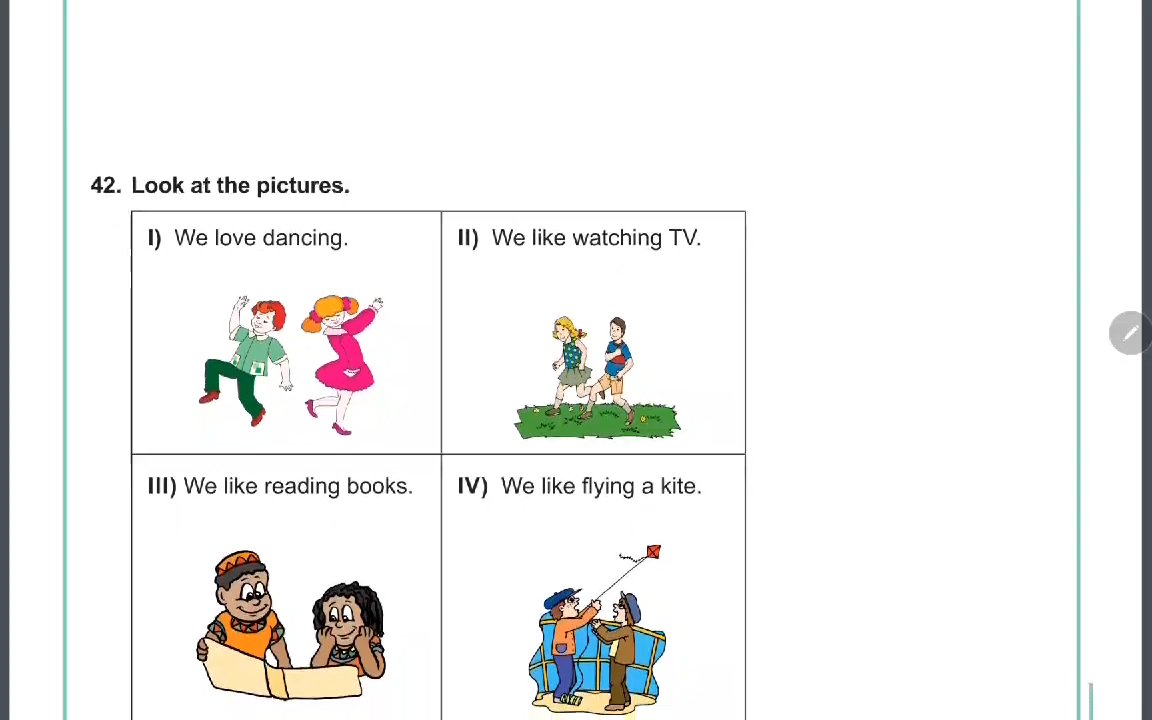 42. Look at the pictures.
I) We love dancing.
II) We like watching TV.
III) We like reading books.
IV) We like flying a kite.